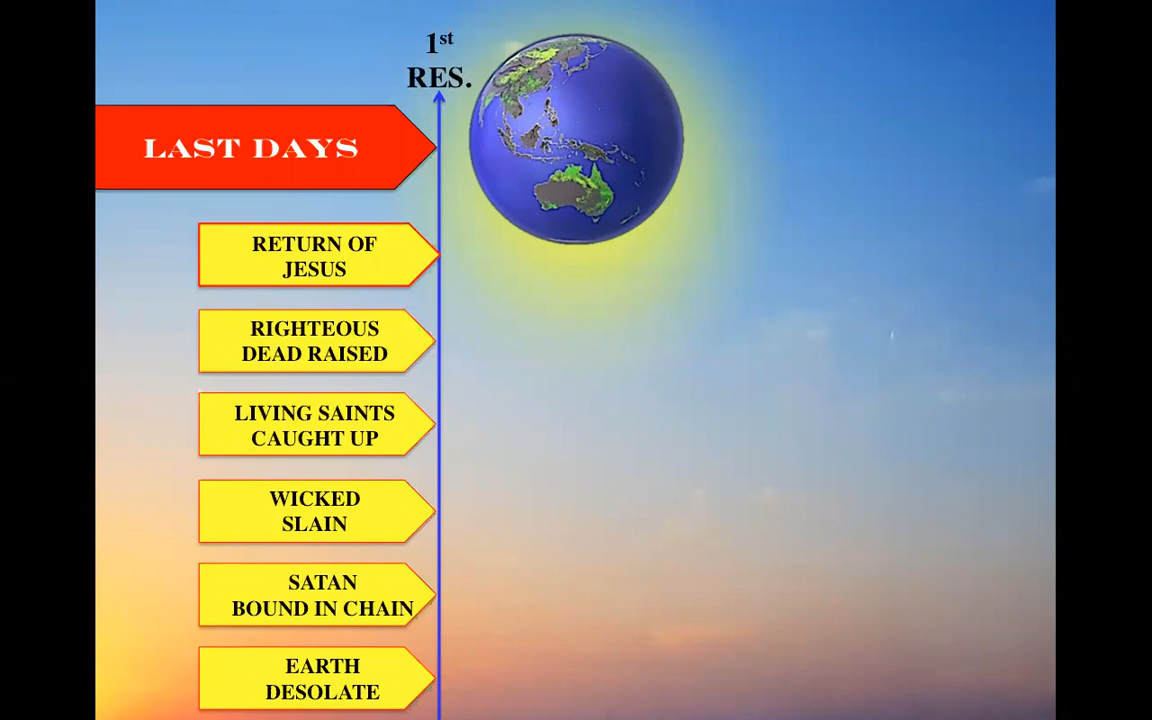 1st
RES.
LAST DAYS
RETURN OF
JESUS
RIGHTEOUS
DEAD RAISED
LIVING SAINTS
CAUGHT UP
WICKED
SLAIN
SATAN
BOUND IN CHAIN
EARTH
DESOLATE